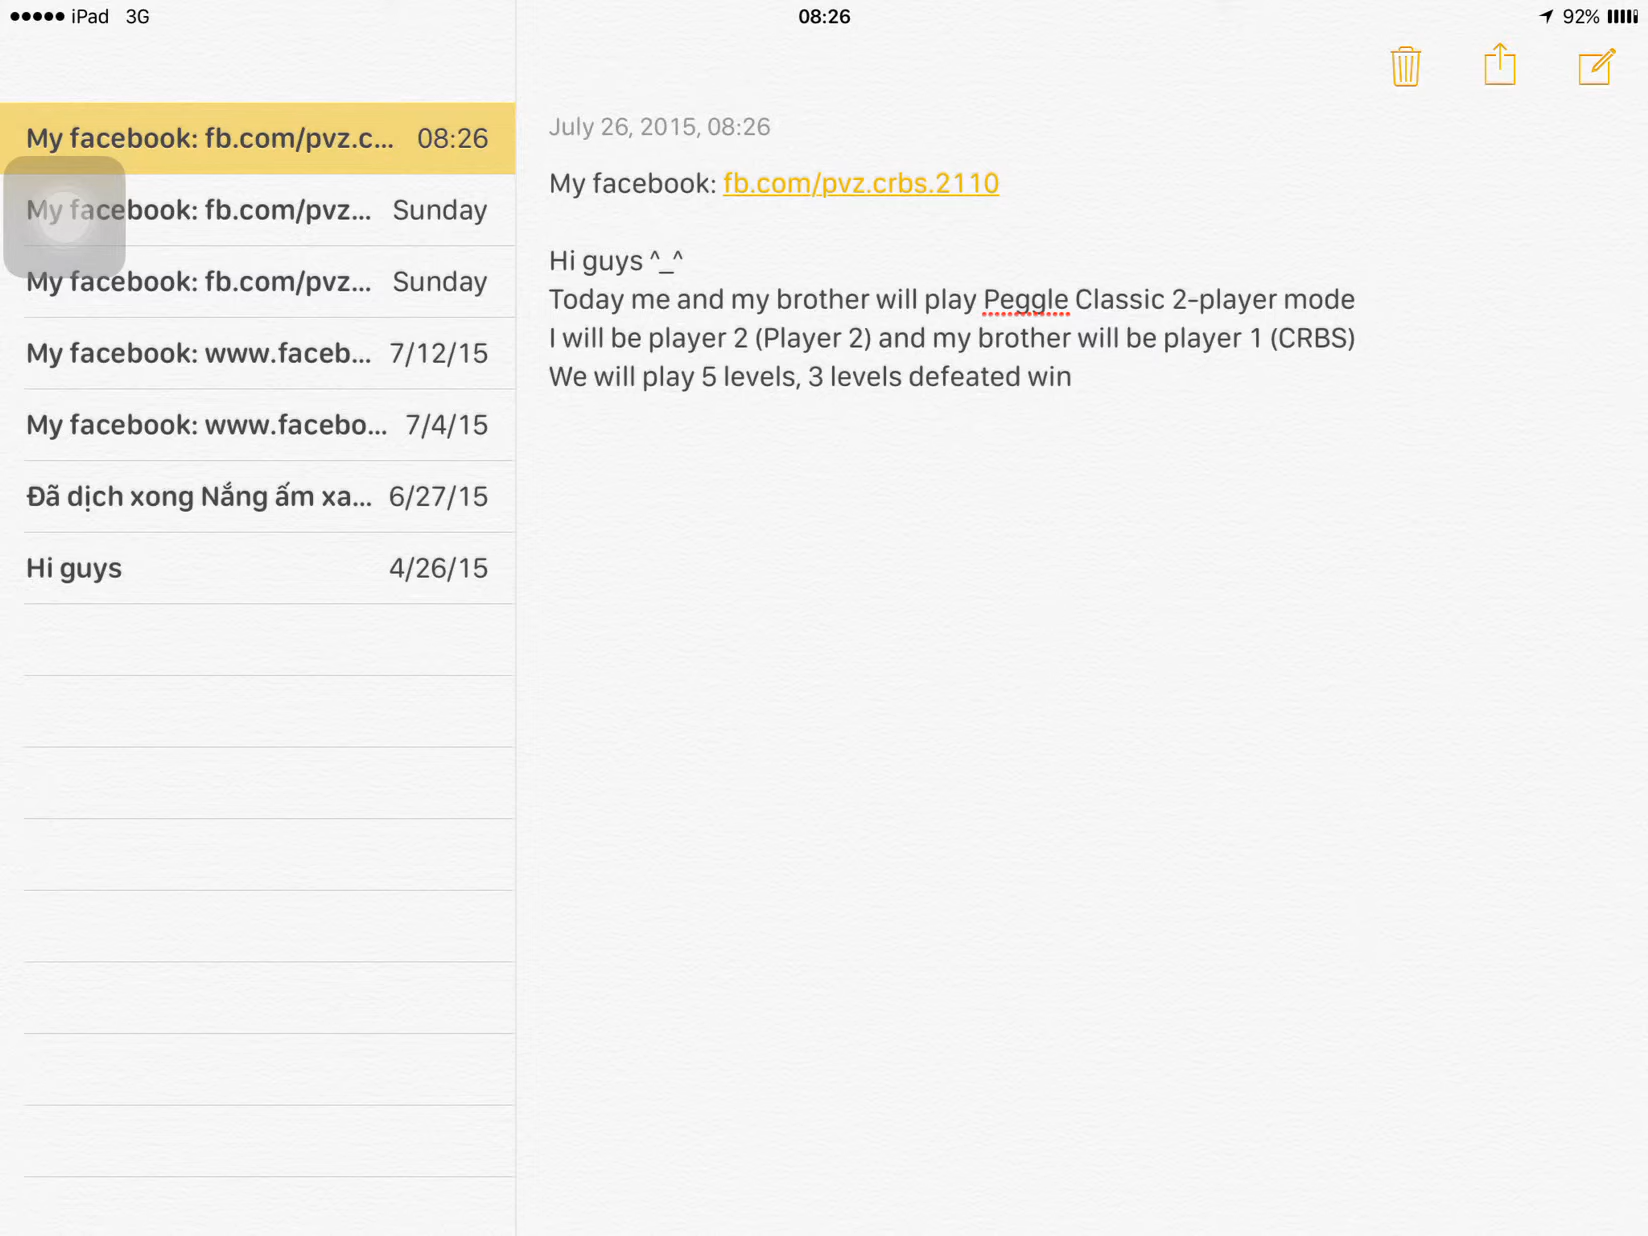 iPad 3G 08:26 92%
My facebook: fb.com/pvz.c... 08:26
My facebook: fb.com/pvz... Sunday
My facebook: fb.com/pvz... Sunday
My facebook: www.faceb... 7/12/15
My facebook: www.facebo... 7/4/15
Đã dịch xong Nắng ấm xa... 6/27/15
Hi guys 4/26/15
July 26, 2015, 08:26
My facebook: fb.com/pvz.crbs.2110
Hi guys ^_^
Today me and my brother will play Peggle Classic 2-player mode
I will be player 2 (Player 2) and my brother will be player 1 (CRBS)
We will play 5 levels, 3 levels defeated win